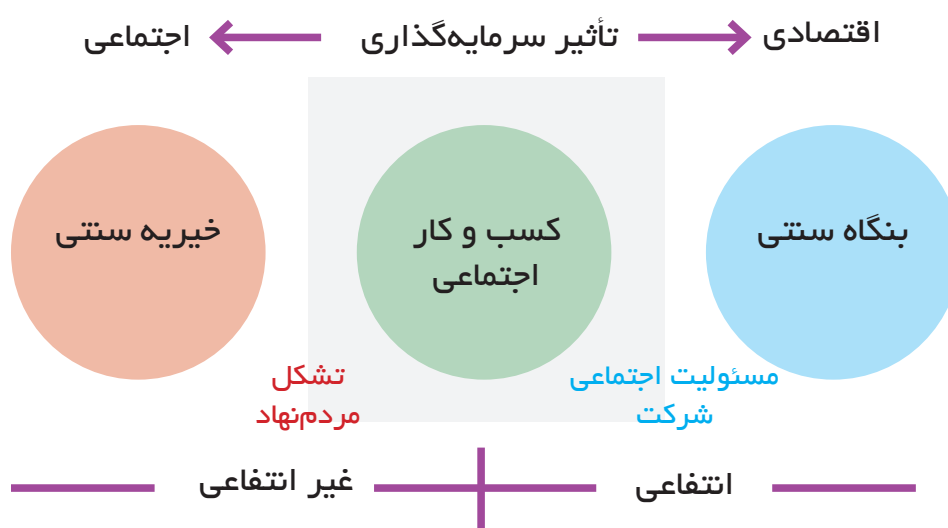 اقتصادی
تأثیر سرمایه‌گذاری
اجتماعی
بنگاه سنتی
کسب و کار
اجتماعی
خیریه سنتی
مسئولیت اجتماعی
شرکت
تشکل
مردم‌نهاد
انتفاعی
غیر انتفاعی